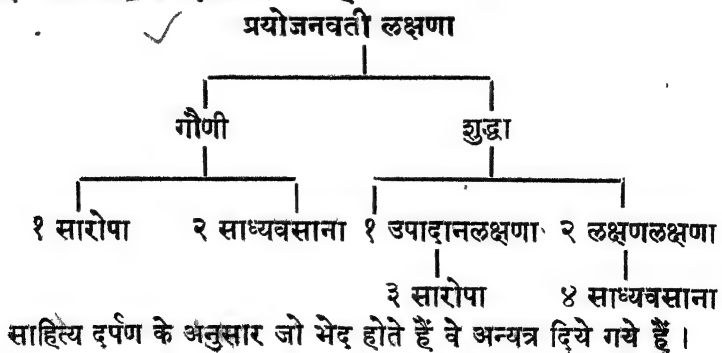 प्रयोजनवती लक्षणा
गौणी शुद्धा
१ सारोपा २ साध्यवसाना १ उपादानलक्षणा २ लक्षणलक्षणा
३ सारोपा ४ साध्यवसाना
साहित्य दर्पण के अनुसार जो भेद होते हैं वे अन्यत्र दिये गये हैं।